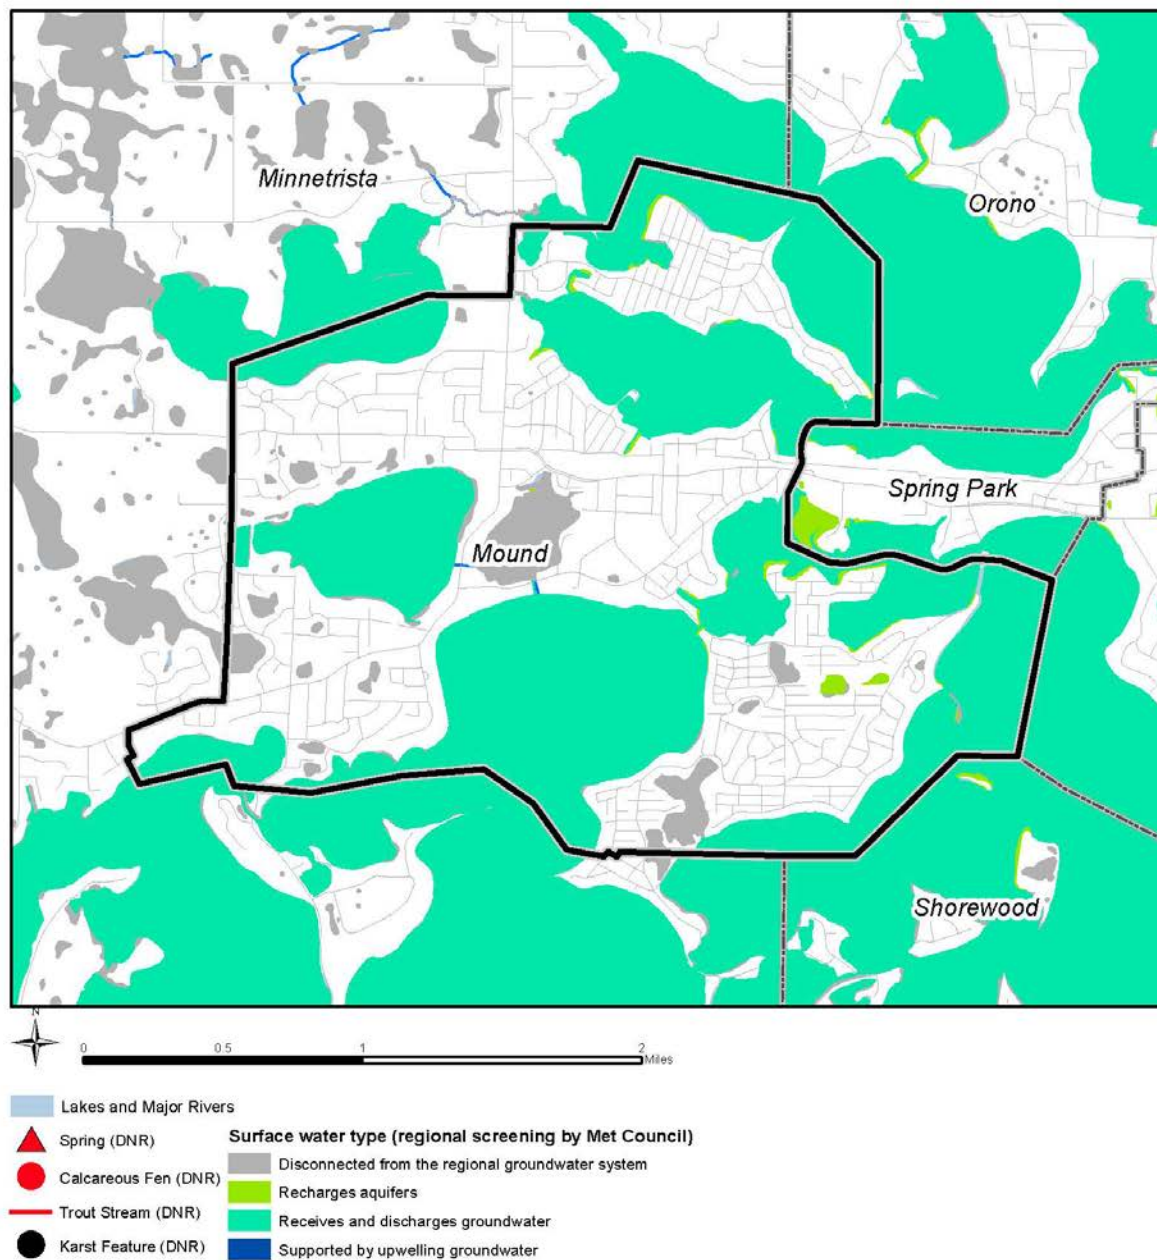 Minnetrista
Orono
Spring Park
Mound
Shorewood
N
0 0.5 1 2
Miles
Lakes and Major Rivers
Spring (DNR)
Calcareous Fen (DNR)
Trout Stream (DNR)
Karst Feature (DNR)
Surface water type (regional screening by Met Council)
Disconnected from the regional groundwater system
Recharges aquifers
Receives and discharges groundwater
Supported by upwelling groundwater